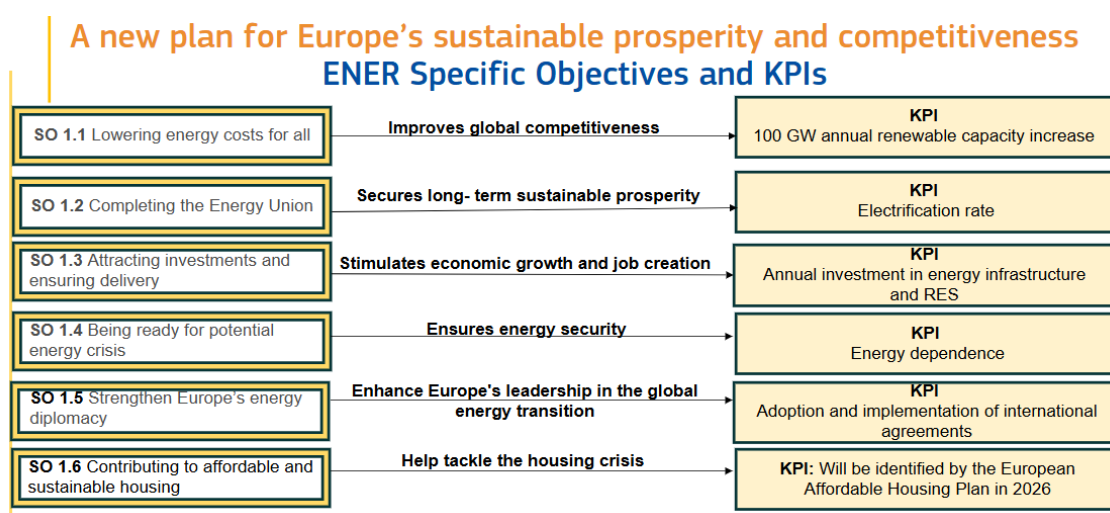 A new plan for Europe's sustainable prosperity and competitiveness
ENER Specific Objectives and KPIs
SO 1.1 Lowering energy costs for all
Improves global competitiveness
KPI
100 GW annual renewable capacity increase
SO 1.2 Completing the Energy Union
Secures long- term sustainable prosperity
KPI
Electrification rate
SO 1.3 Attracting investments and
ensuring delivery
Stimulates economic growth and job creation
KPI
Annual investment in energy infrastructure
and RES
SO 1.4 Being ready for potential
energy crisis
Ensures energy security
KPI
Energy dependence
SO 1.5 Strengthen Europe's energy
diplomacy
Enhance Europe's leadership in the global
energy transition
KPI
Adoption and implementation of international
agreements
SO 1.6 Contributing to affordable and
sustainable housing
Help tackle the housing crisis
KPI: Will be identified by the European
Affordable Housing Plan in 2026